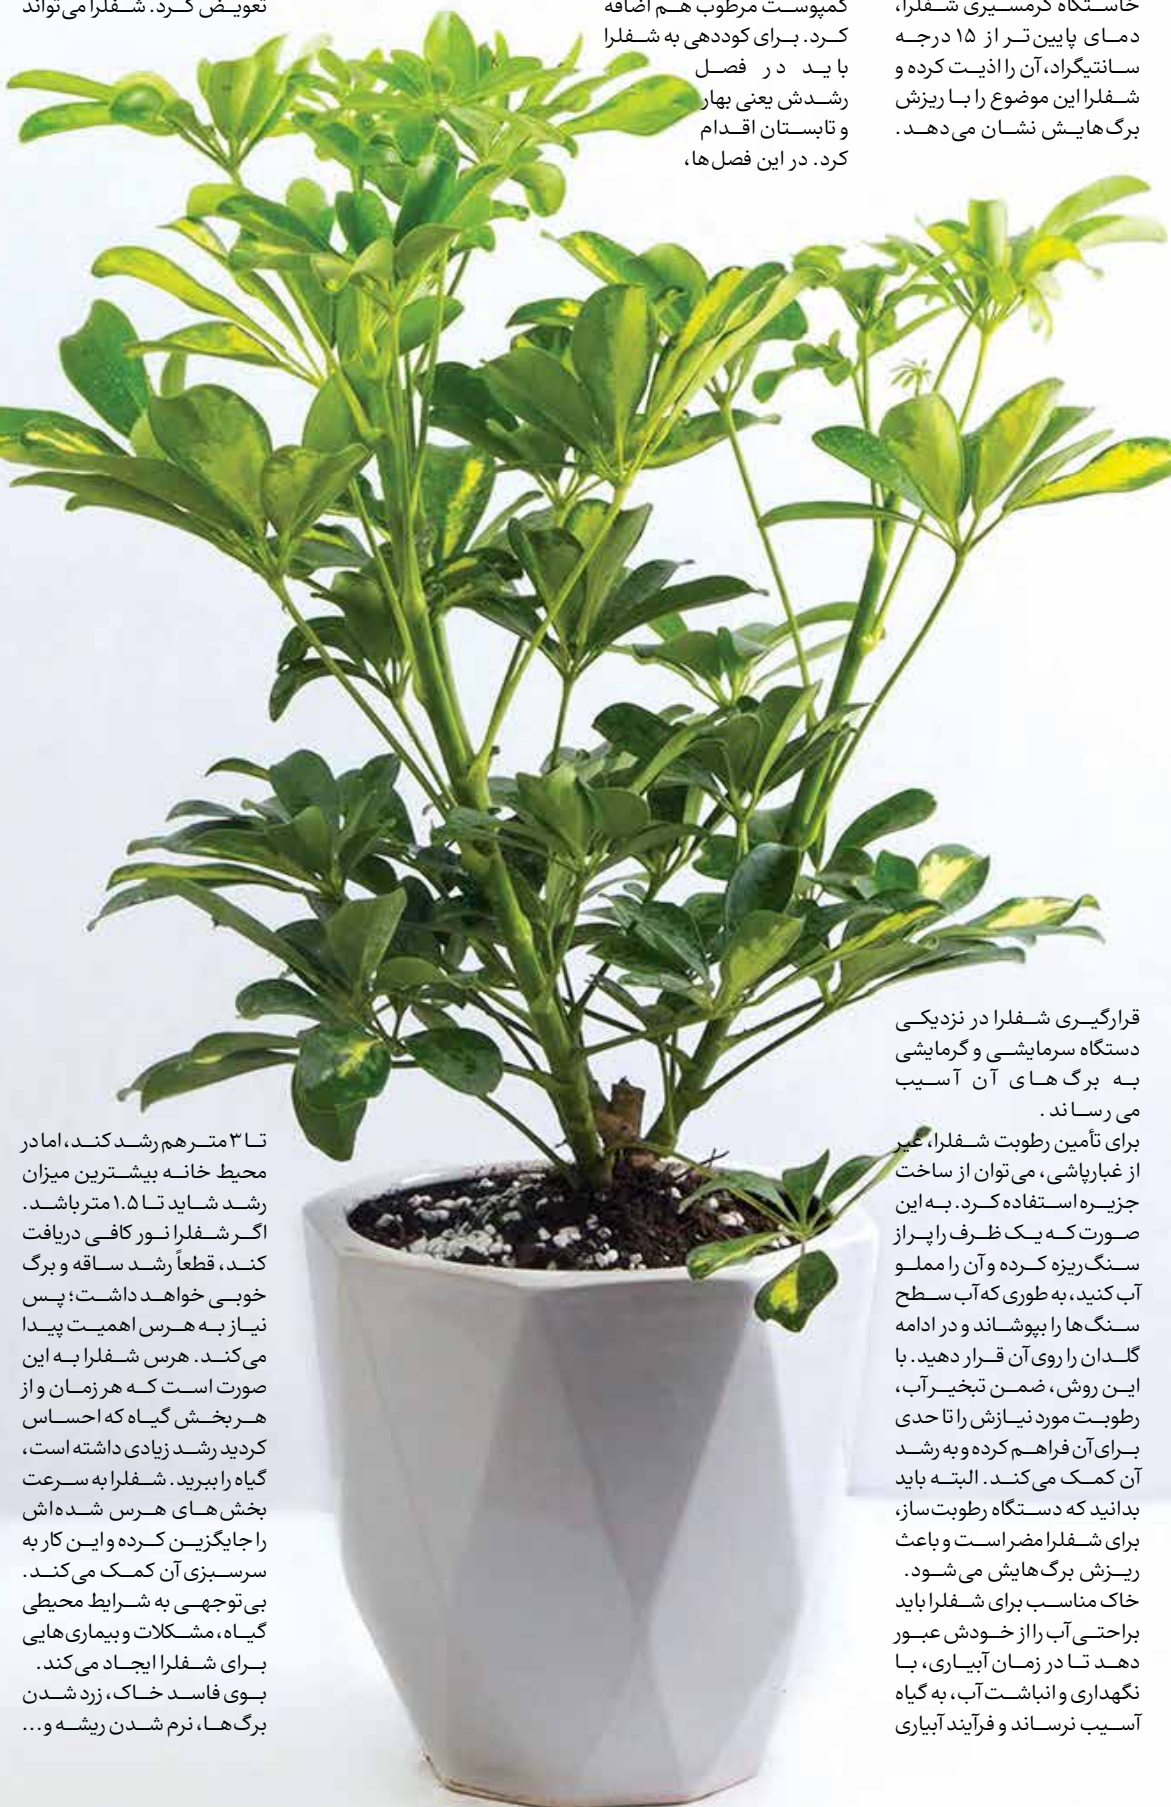 خاستگاه گرمسیری شفلرا،
دمای پایین‌تر از ۱۵ درجه
سانتیگراد، آن را اذیت کرده و
شفلرا این موضوع را با ریزش
برگ‌هایش نشان می‌دهد.
قرارگیری شفلرا در نزدیکی
دستگاه سرمایشی و گرمایشی
به برگ‌های آن آسیب
می‌رساند.
برای تأمین رطوبت شفلرا، غیر
از غبارپاشی، می‌توان از ساخت
جزیره استفاده کرد. به این
صورت که یک ظرف را پر از
سنگ‌ریزه کرده و آن را مملو
آب کنید، به طوری که آب سطح
سنگ‌ها را بپوشاند و در ادامه
گلدان را روی آن قرار دهید. با
این روش، ضمن تبخیر آب،
رطوبت مورد نیازش را تا حدی
برای آن فراهم کرده و به رشد
آن کمک می‌کند. البته باید
بدانید که دستگاه رطوبت‌ساز،
برای شفلرا مضر است و باعث
ریزش برگ‌هایش می‌شود.
خاک مناسب برای شفلرا باید
براحتی آب را از خودش عبور
دهد تا در زمان آبیاری، با
نگهداری و انباشت آب، به گیاه
آسیب نرساند و فرآیند آبیاری
کمپوست مرطوب هم اضافه
کرد. برای کوددهی به شفلرا
باید در فصل
رشدش یعنی بهار
و تابستان اقدام
کرد. در این فصل‌ها،
تعویض کرد. شفلرا می‌تواند
تا ۳ متر هم رشد کند، اما در
محیط خانه بیشترین میزان
رشد شاید تا ۱.۵ متر باشد.
اگر شفلرا نور کافی دریافت
کند، قطعاً رشد ساقه و برگ
خوبی خواهد داشت؛ پس
نیاز به هرس اهمیت پیدا
می‌کند. هرس شفلرا به این
صورت است که هر زمان و از
هر بخش گیاه که احساس
کردید رشد زیادی داشته است،
گیاه را ببرید. شفلرا به سرعت
بخش‌های هرس شده‌اش
را جایگزین کرده و این کار به
سرسبزی آن کمک می‌کند.
بی‌توجهی به شرایط محیطی
گیاه، مشکلات و بیماری‌هایی
برای شفلرا ایجاد می‌کند.
بوی فاسد خاک، زرد شدن
برگ‌ها، نرم شدن ریشه و...